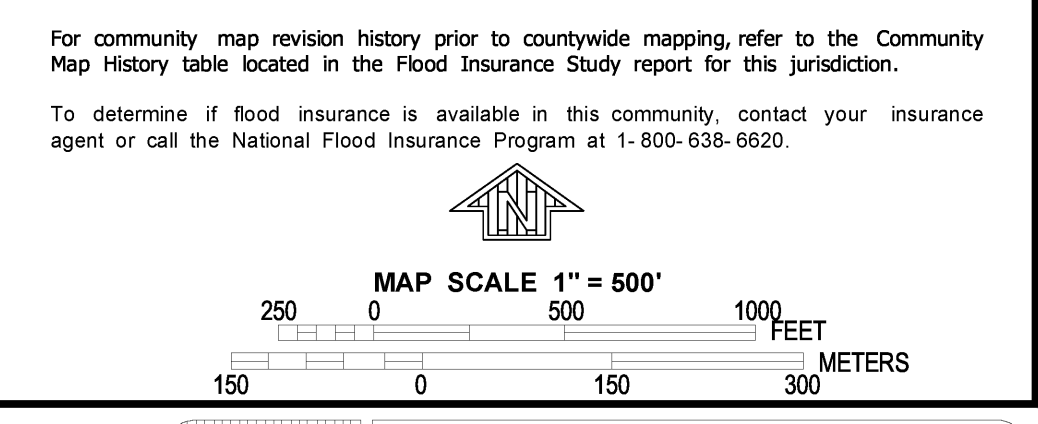 For community map revision history prior to countywide mapping, refer to the Community
Map History table located in the Flood Insurance Study report for this jurisdiction.
To determine if flood insurance is available in this community, contact your insurance
agent or call the National Flood Insurance Program at 1- 800- 638- 6620.
N
MAP SCALE 1" = 500'
250 0 500 1000
FEET
METERS
150 0 150 300